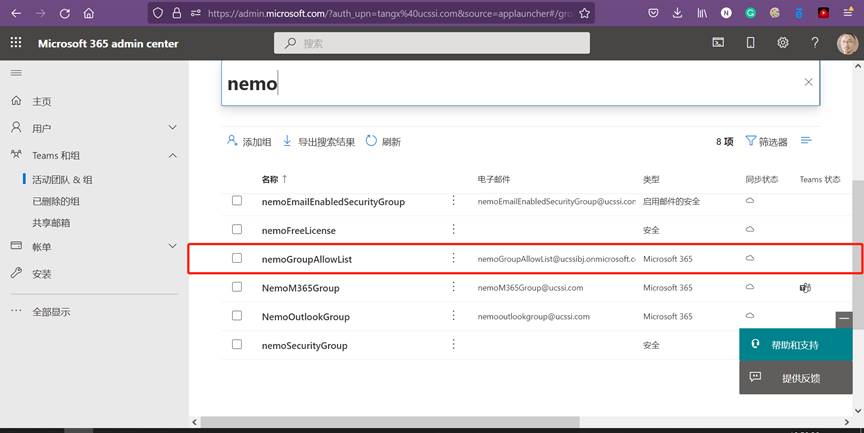 https://admin.microsoft.com/?auth_upn=tangx%40ucssi.com&source=applauncher#/gro
Microsoft 365 admin center
搜索
nemo
主页
用户
Teams 和组
活动团队 & 组
已删除的组
共享邮箱
帐单
安装
全部显示
添加组 导出搜索结果 刷新 8 项 筛选器
名称 ↑ 电子邮件 类型 同步状态 Teams 状态
nemoEmailEnabledSecurityGroup nemoEmailEnabledSecurityGroup@ucssi.con 启用邮件的安全
nemoFreeLicense 安全
nemoGroupAllowList nemoGroupAllowList@ucssibj.onmicrosoft.c Microsoft 365
NemoM365Group nemoM365Group@ucssi.com Microsoft 365
NemoOutlookGroup nemooutlookgroup@ucssi.com Microsoft 365
nemoSecurityGroup 安全
帮助和支持
提供反馈